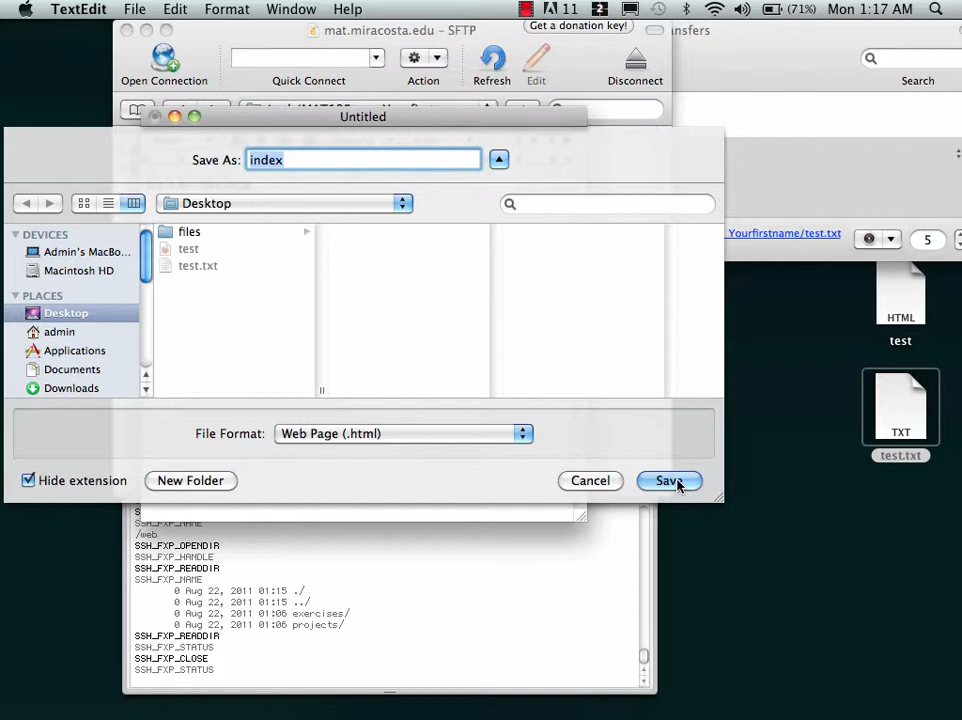 TextEdit File Edit Format Window Help 11 2 (71%) Mon 1:17 AM
Get a donation key!
mat.miracosta.edu – SFTP
Open Connection Quick Connect Action Refresh Edit Disconnect Search
Untitled
Save As: index
Desktop
DEVICES
Admin's MacBo...
Macintosh HD
PLACES
Desktop
admin
Applications
Documents
Downloads
files
test
test.txt
File Format: Web Page (.html)
Hide extension New Folder Cancel Save
Yourfirstname/test.txt 5
HTML
test
TXT
test.txt
SSH_FXP_NAME
/web
SSH_FXP_OPENDIR
SSH_FXP_HANDLE
SSH_FXP_READDIR
SSH_FXP_NAME
0 Aug 22, 2011 01:15 ./
0 Aug 22, 2011 01:15 ../
0 Aug 22, 2011 01:06 exercises/
0 Aug 22, 2011 01:06 projects/
SSH_FXP_READDIR
SSH_FXP_STATUS
SSH_FXP_CLOSE
SSH_FXP_STATUS